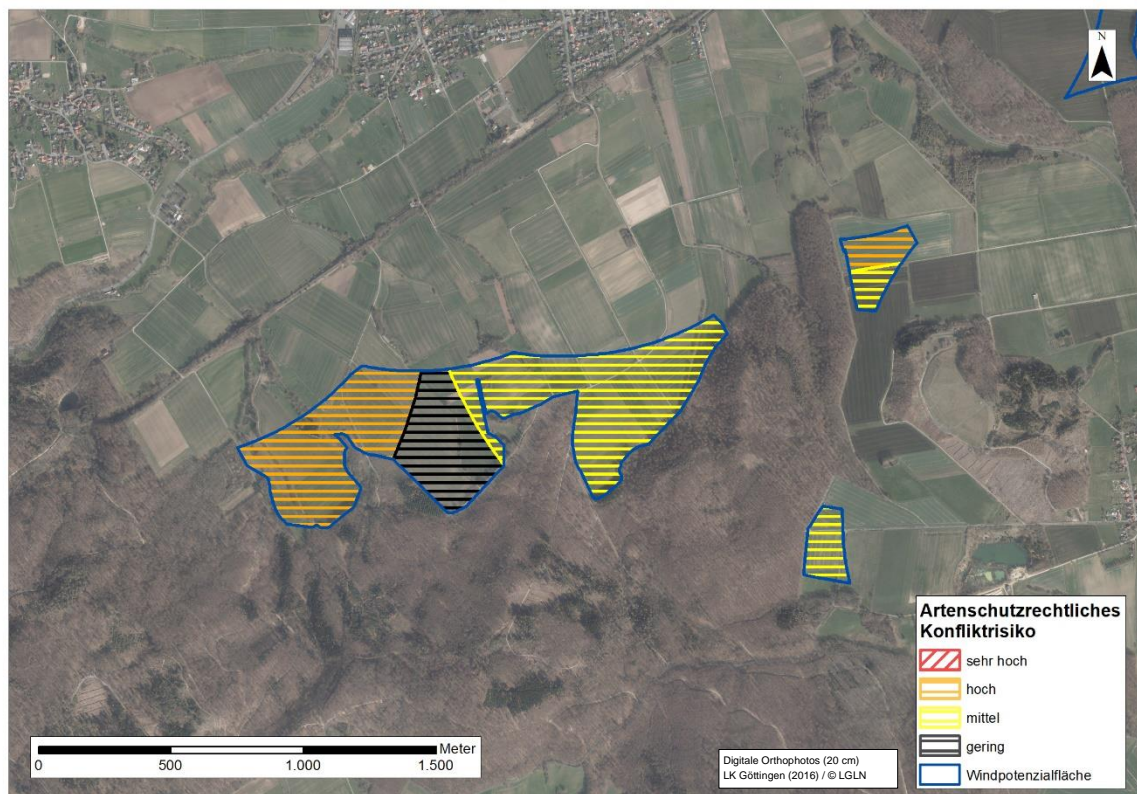 N
Artenschutzrechtliches
Konfliktrisiko
sehr hoch
hoch
mittel
gering
Windpotenzialfläche
Meter
0 500 1.000 1.500
Digitale Orthophotos (20 cm)
LK Göttingen (2016) / © LGLN